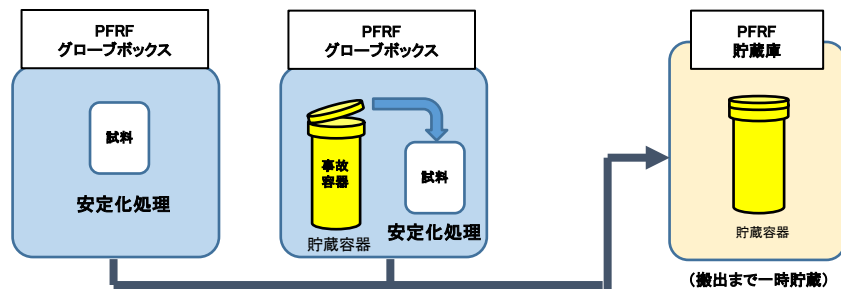 PFRF
グローブボックス
試料
安定化処理
PFRF
グローブボックス
事故
容器
試料
貯蔵容器
安定化処理
PFRF
貯蔵庫
貯蔵容器
（搬出まで一時貯蔵）